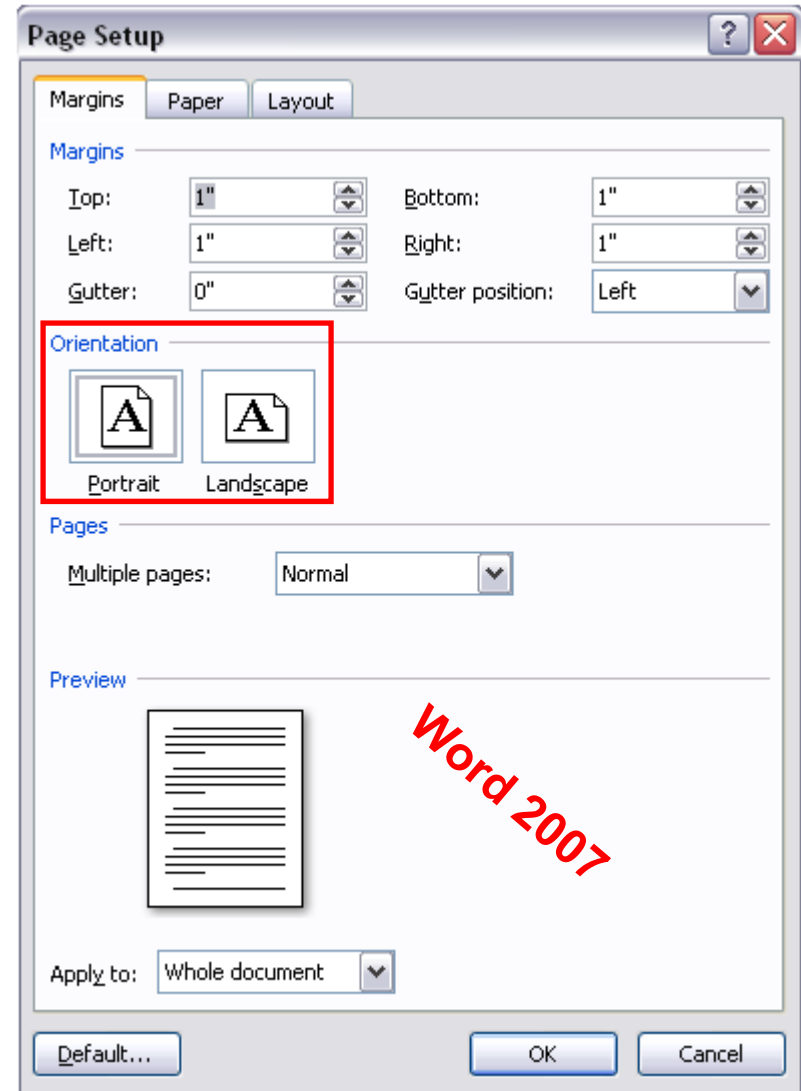 Page Setup
Margins Paper Layout
Margins
Top: 1" Bottom: 1"
Left: 1" Right: 1"
Gutter: 0" Gutter position: Left
Orientation
A A
Portrait Landscape
Pages
Multiple pages: Normal
Preview
Word 2007
Apply to: Whole document
Default... OK Cancel